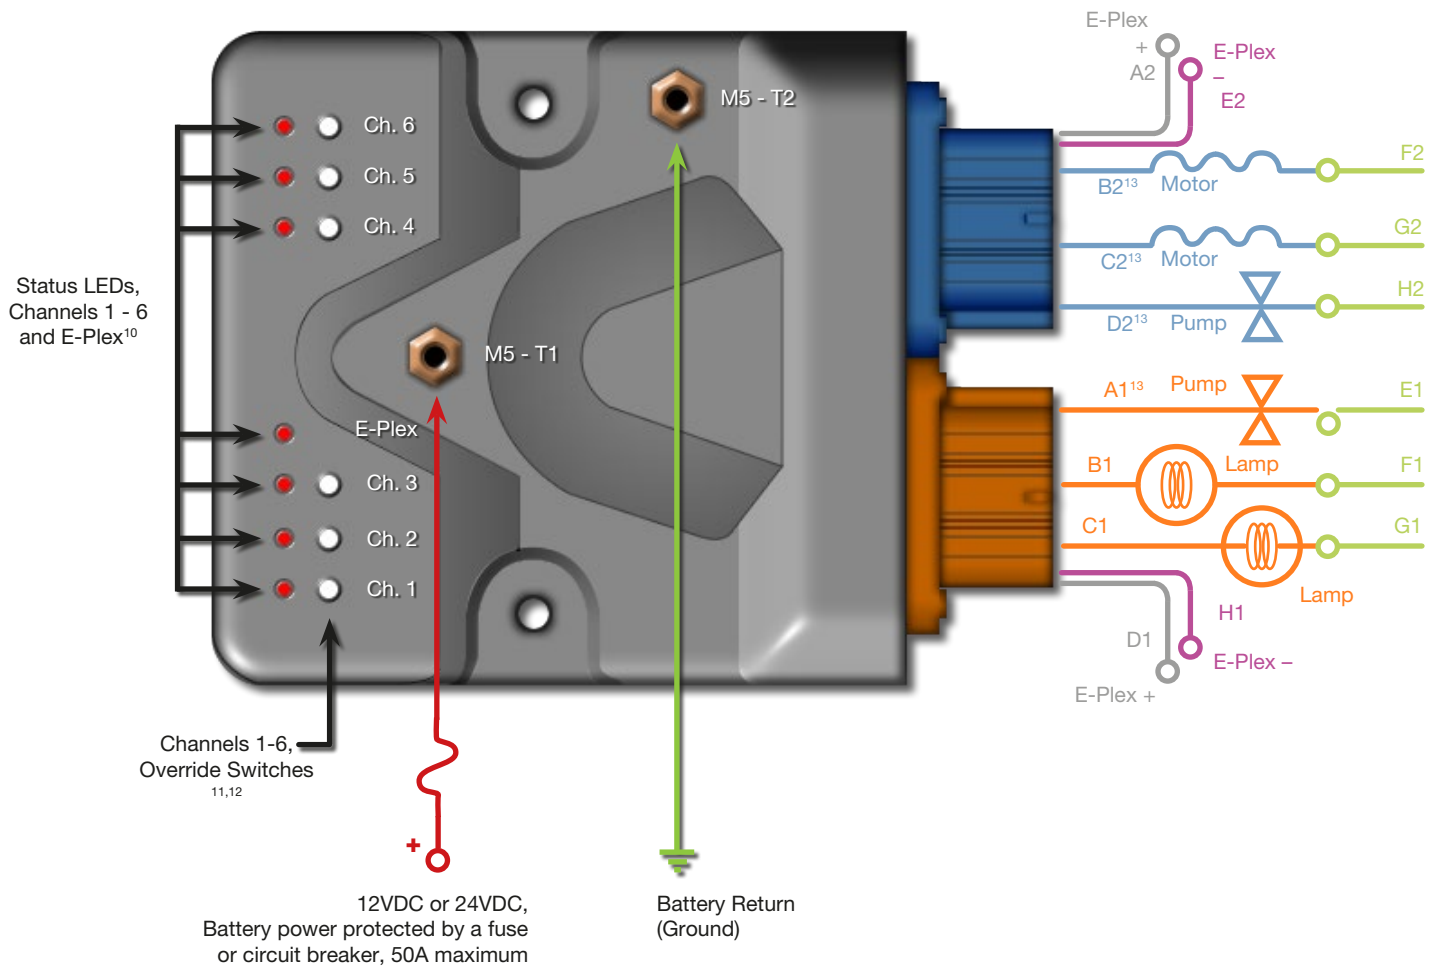 E-Plex
+
A2
E-Plex
–
E2
M5 - T2
Ch. 6
Ch. 5
Ch. 4
F2
B2¹³ Motor
G2
C2¹³ Motor
H2
D2¹³ Pump
Status LEDs,
Channels 1 - 6
and E-Plex¹⁰
M5 - T1
A1¹³ Pump
E1
E-Plex
B1
Lamp
F1
Ch. 3
C1
G1
Ch. 2
Ch. 1
Lamp
H1
D1
E-Plex –
E-Plex +
Channels 1-6,
Override Switches
11,12
+
12VDC or 24VDC,
Battery power protected by a fuse
or circuit breaker, 50A maximum
Battery Return
(Ground)